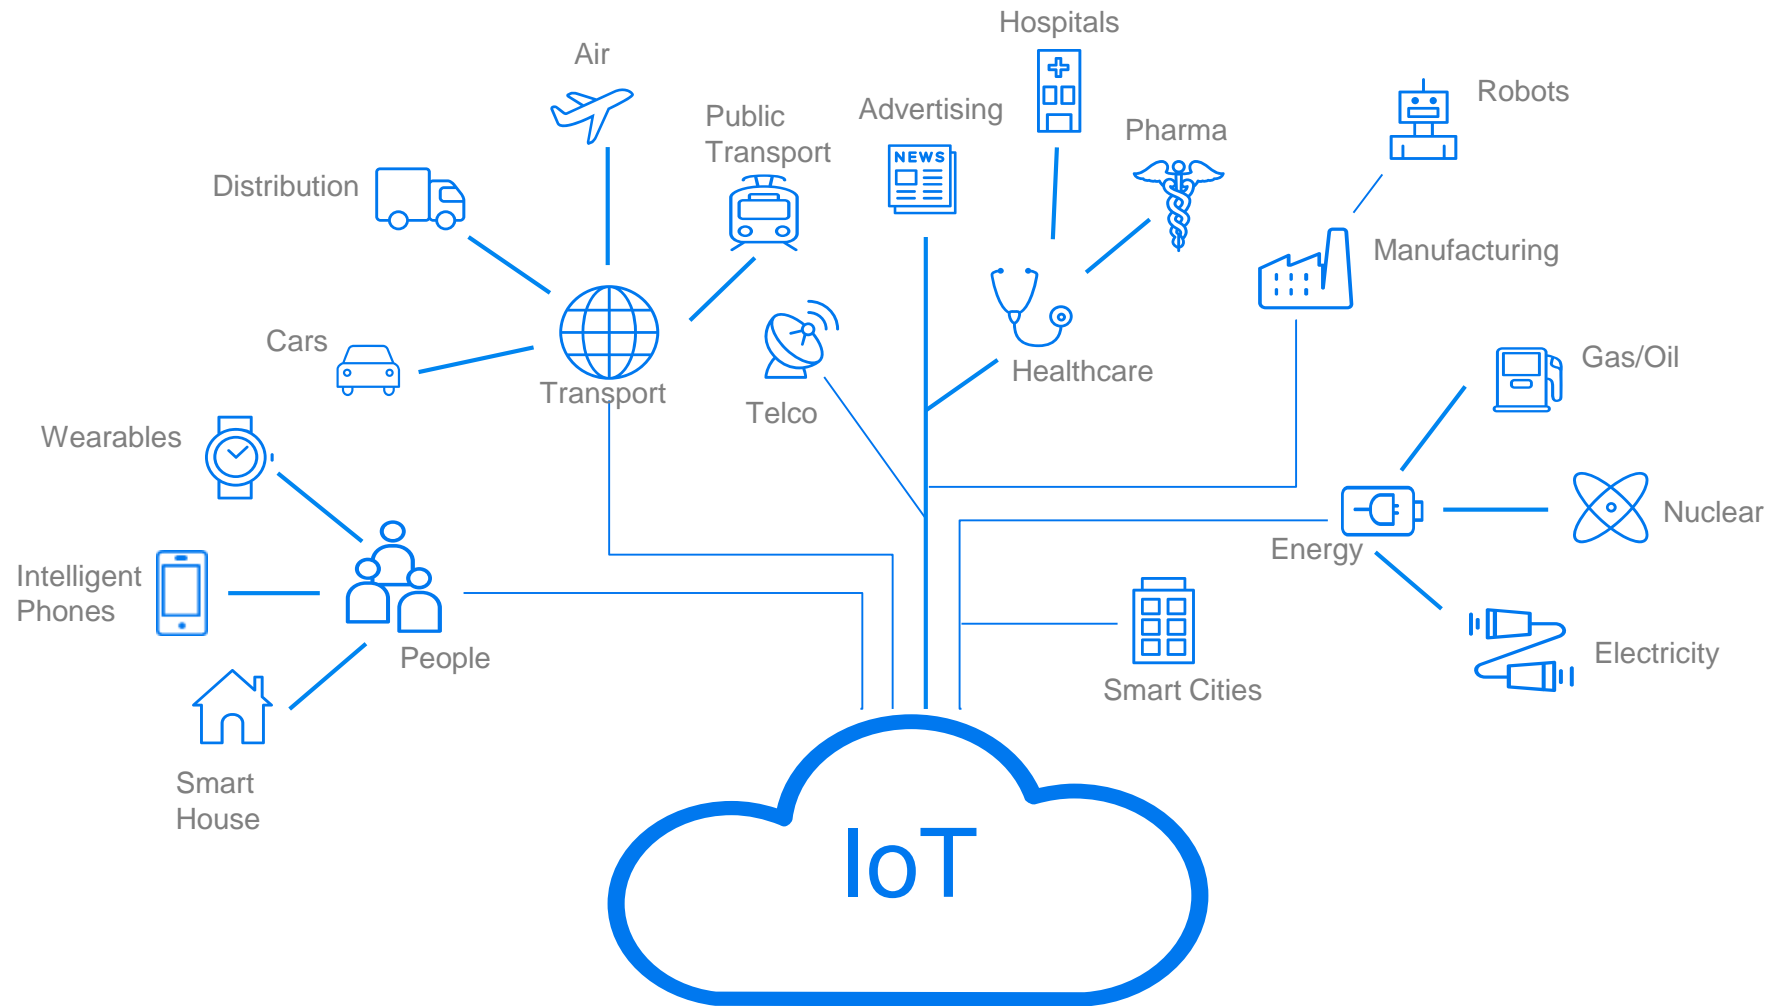 Hospitals
Air
Robots
Advertising
Public
Transport
Pharma
NEWS
Distribution
Manufacturing
Cars
Gas/Oil
Healthcare
Transport
Telco
Wearables
Nuclear
Energy
Intelligent
Phones
Electricity
People
Smart Cities
Smart
House
IoT